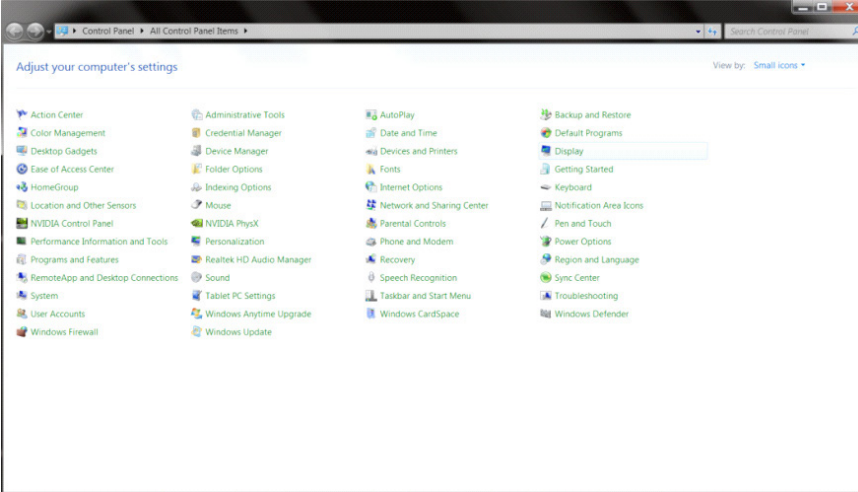 Control Panel ▸ All Control Panel Items ▸ Search Control Panel
Adjust your computer's settings View by: Small icons
Action Center Administrative Tools AutoPlay Backup and Restore
Color Management Credential Manager Date and Time Default Programs
Desktop Gadgets Device Manager Devices and Printers Display
Ease of Access Center Folder Options Fonts Getting Started
HomeGroup Indexing Options Internet Options Keyboard
Location and Other Sensors Mouse Network and Sharing Center Notification Area Icons
NVIDIA Control Panel NVIDIA PhysX Parental Controls Pen and Touch
Performance Information and Tools Personalization Phone and Modem Power Options
Programs and Features Realtek HD Audio Manager Recovery Region and Language
RemoteApp and Desktop Connections Sound Speech Recognition Sync Center
System Tablet PC Settings Taskbar and Start Menu Troubleshooting
User Accounts Windows Anytime Upgrade Windows CardSpace Windows Defender
Windows Firewall Windows Update